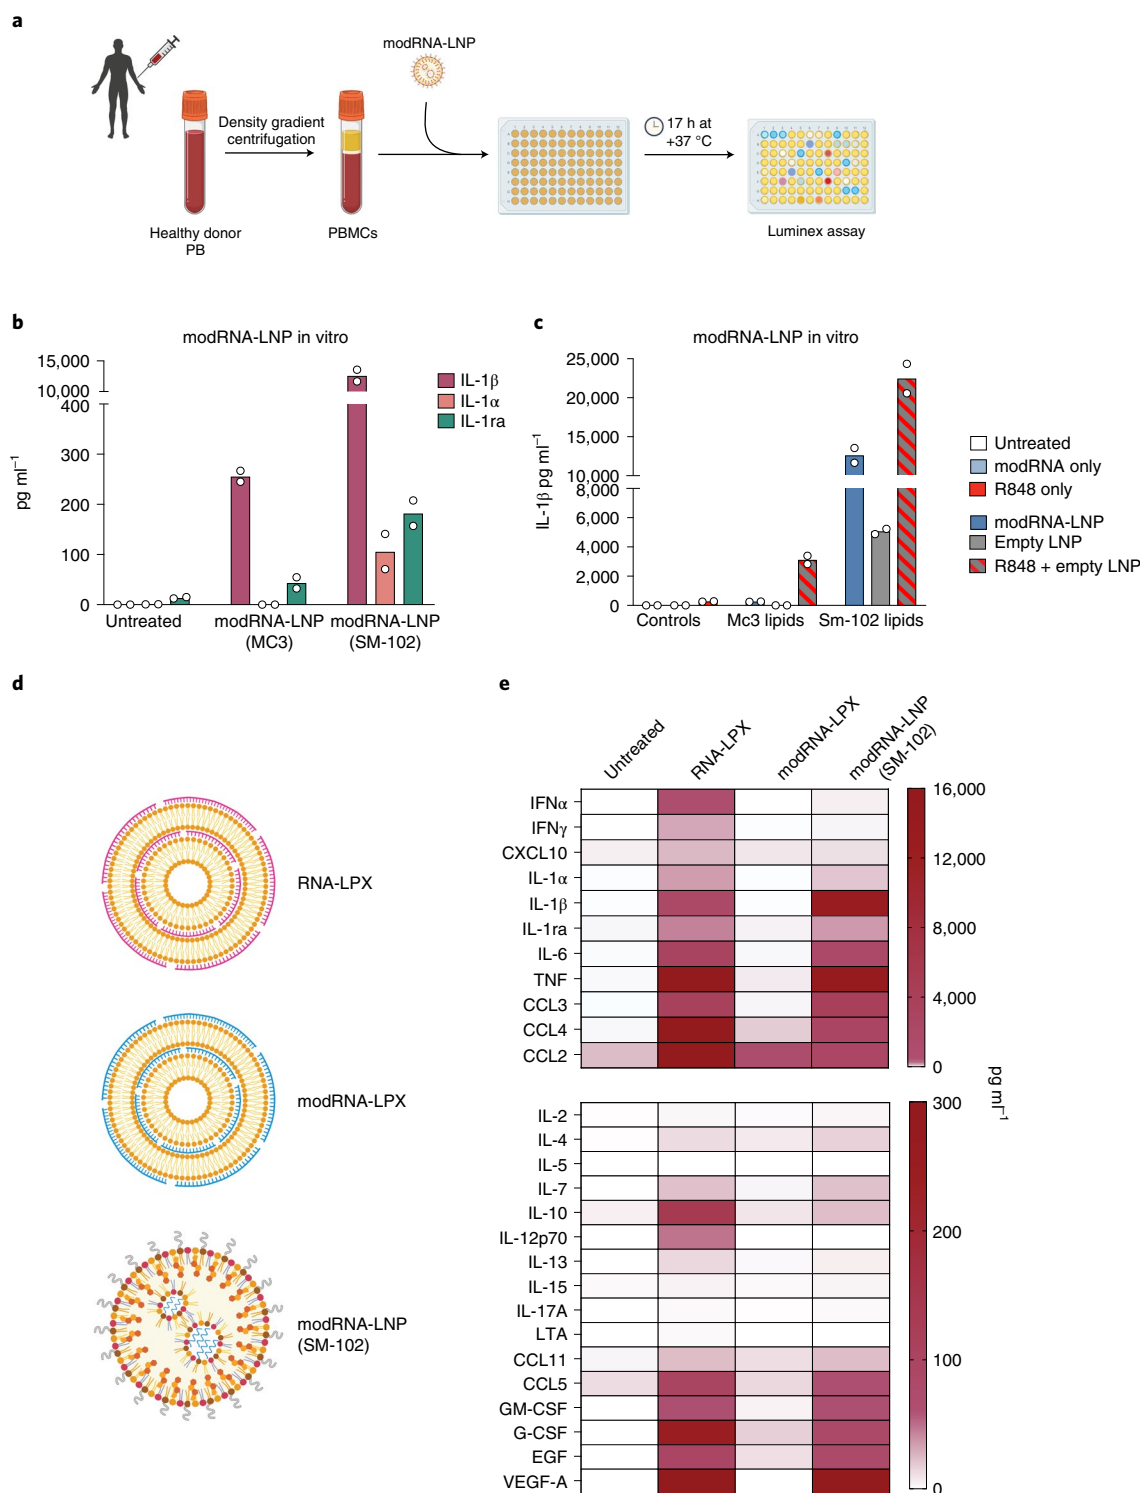 a
modRNA-LNP
Density gradient
centrifugation
17 h at
+37 °C
Healthy donor
PB
PBMCs
Luminex assay
b
modRNA-LNP in vitro
15,000
10,000
400
300
200
100
0
pg ml⁻¹
IL-1β
IL-1α
IL-1ra
Untreated
modRNA-LNP
(MC3)
modRNA-LNP
(SM-102)
c
modRNA-LNP in vitro
25,000
20,000
15,000
10,000
8,000
6,000
4,000
2,000
0
IL-1β pg ml⁻¹
Untreated
modRNA only
R848 only
modRNA-LNP
Empty LNP
R848 + empty LNP
Controls
Mc3 lipids
Sm-102 lipids
d
RNA-LPX
modRNA-LPX
modRNA-LNP
(SM-102)
e
Untreated
RNA-LPX
modRNA-LPX
modRNA-LNP
(SM-102)
IFNα
IFNγ
CXCL10
IL-1α
IL-1β
IL-1ra
IL-6
TNF
CCL3
CCL4
CCL2
16,000
12,000
8,000
4,000
0
pg ml⁻¹
IL-2
IL-4
IL-5
IL-7
IL-10
IL-12p70
IL-13
IL-15
IL-17A
LTA
CCL11
CCL5
GM-CSF
G-CSF
EGF
VEGF-A
300
200
100
0